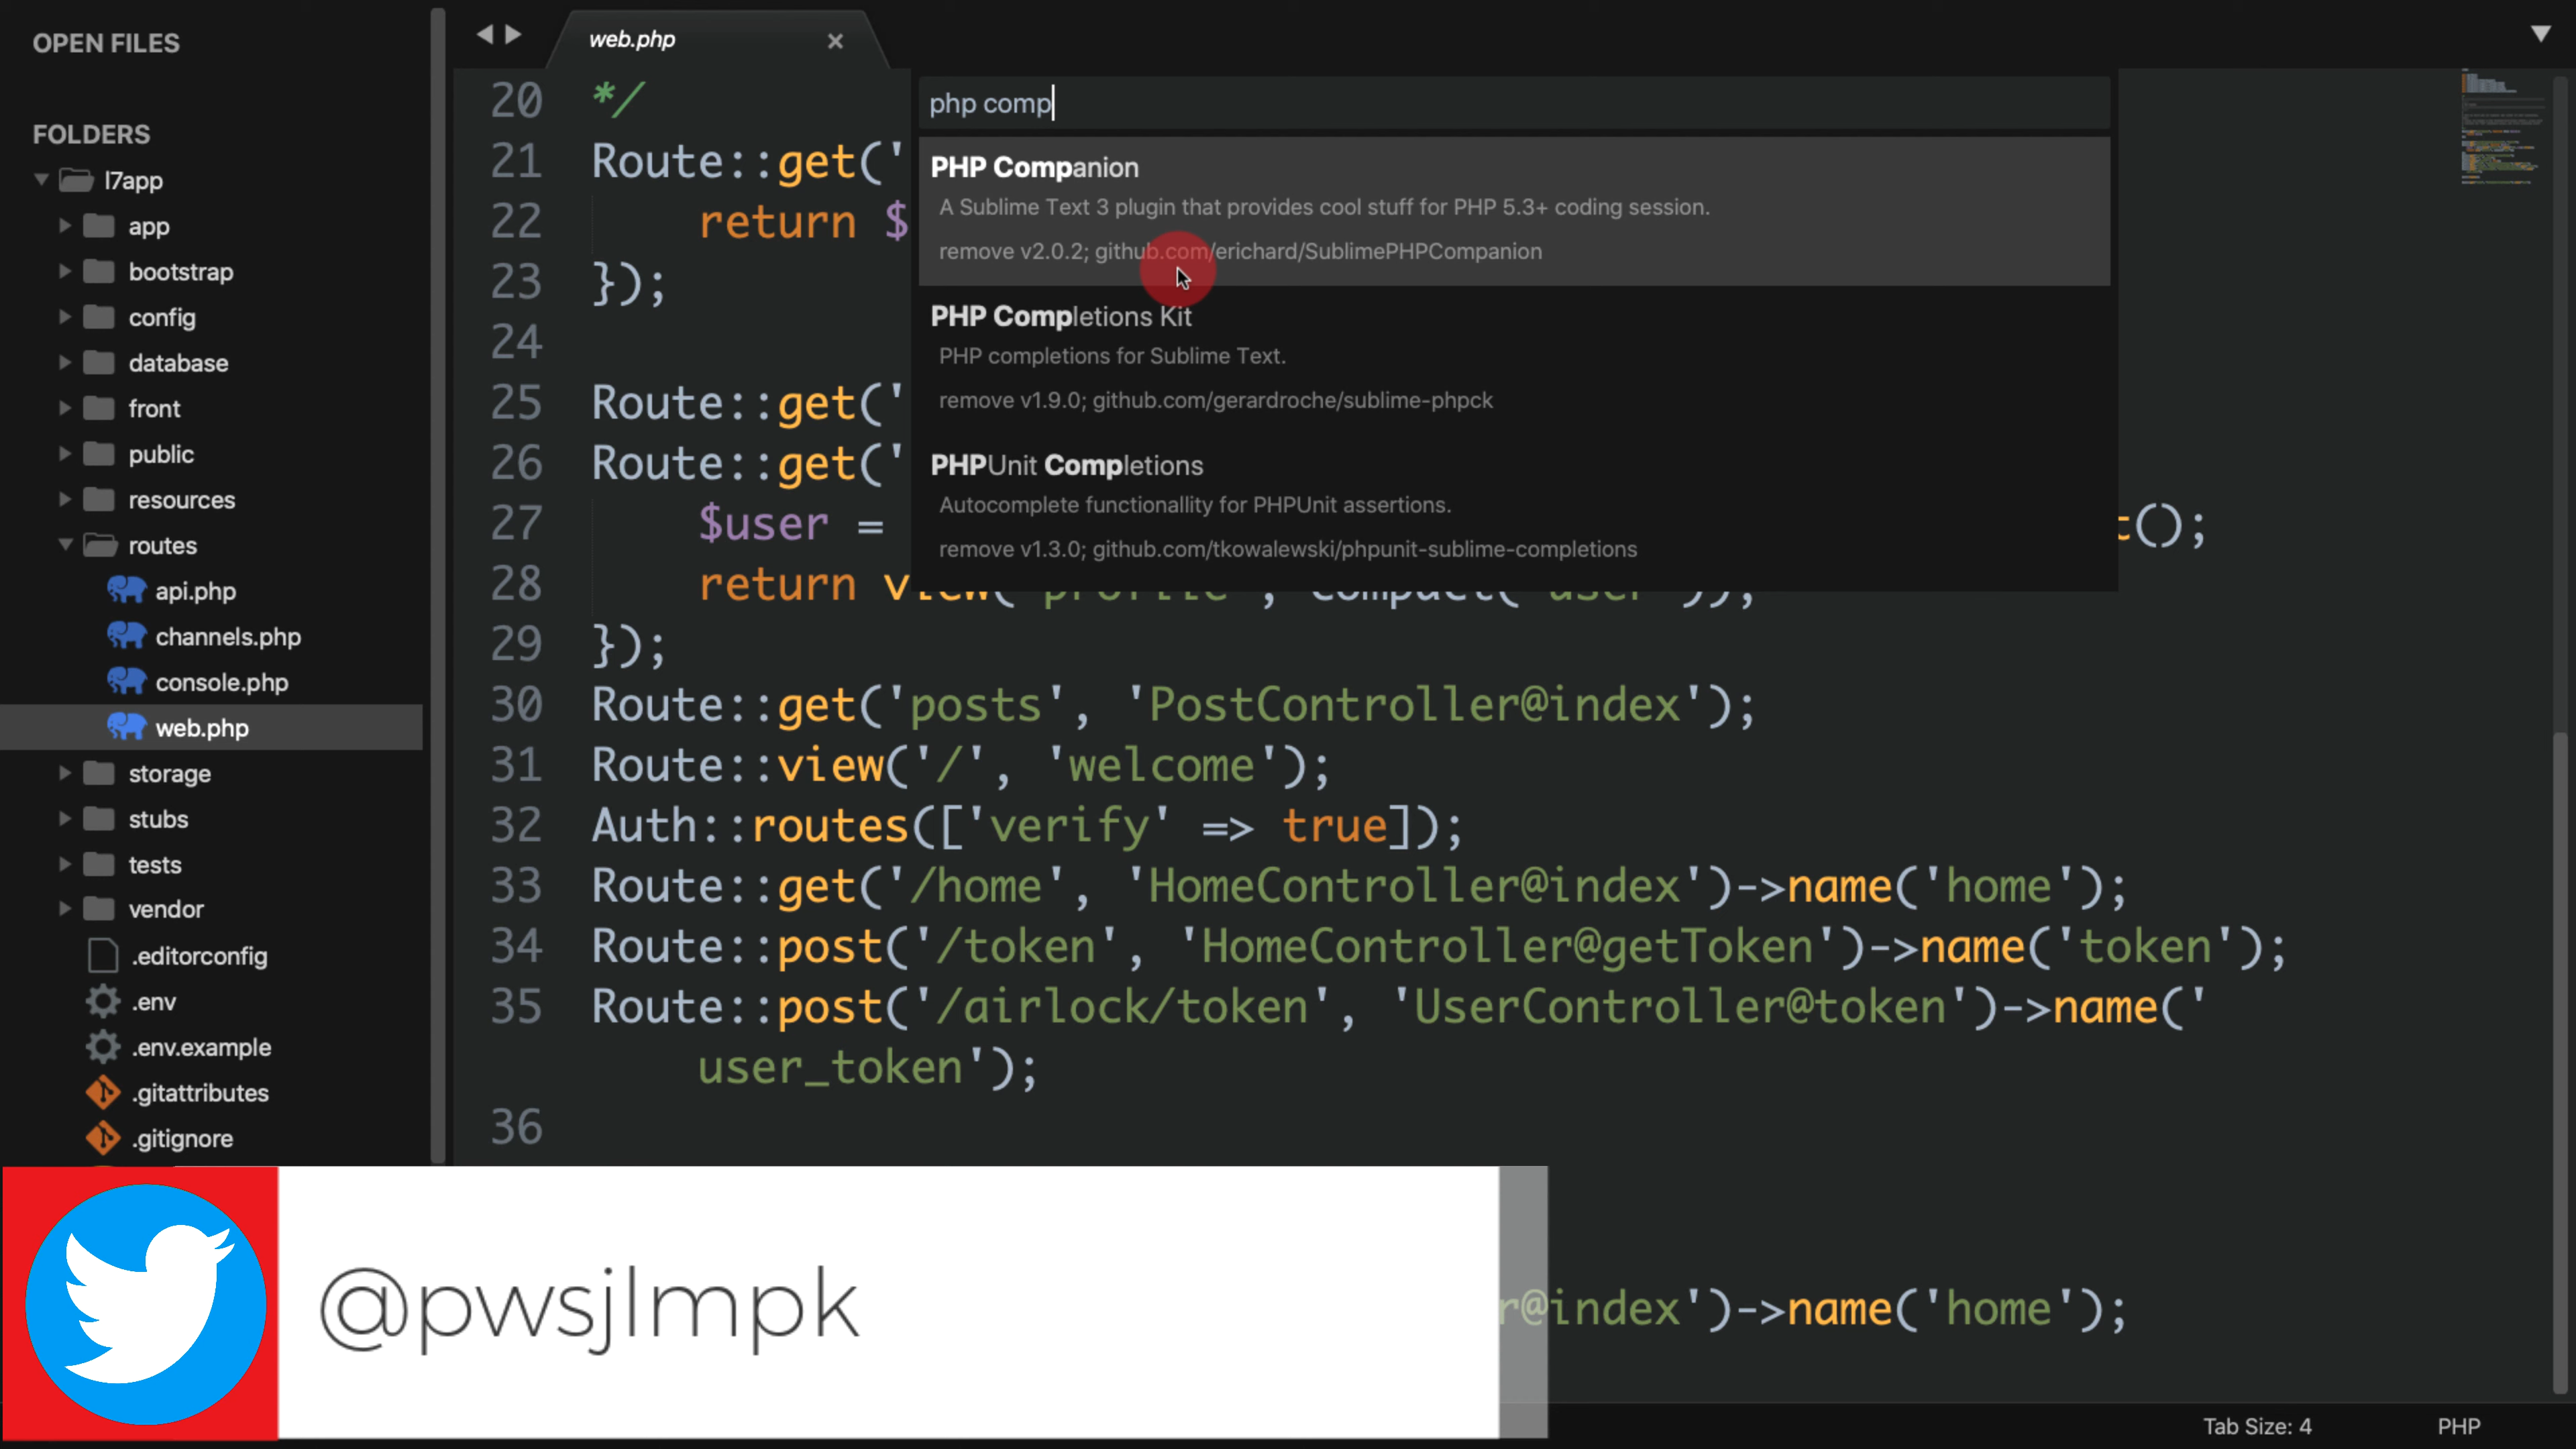 OPEN FILES
FOLDERS
l7app
app
bootstrap
config
database
front
public
resources
routes
api.php
channels.php
console.php
web.php
storage
stubs
tests
vendor
.editorconfig
.env
.env.example
.gitattributes
.gitignore
web.php
php comp
PHP Companion
A Sublime Text 3 plugin that provides cool stuff for PHP 5.3+ coding session.
remove v2.0.2; github.com/erichard/SublimePHPCompanion
PHP Completions Kit
PHP completions for Sublime Text.
remove v1.9.0; github.com/gerardroche/sublime-phpck
PHPUnit Completions
Autocomplete functionallity for PHPUnit assertions.
remove v1.3.0; github.com/tkowalewski/phpunit-sublime-completions
20 */
21 Route::get('
22 return $
23 });
24
25 Route::get('
26 Route::get('
27 $user = t();
28 return view('profile', compact('user'));
29 });
30 Route::get('posts', 'PostController@index');
31 Route::view('/', 'welcome');
32 Auth::routes(['verify' => true]);
33 Route::get('/home', 'HomeController@index')->name('home');
34 Route::post('/token', 'HomeController@getToken')->name('token');
35 Route::post('/airlock/token', 'UserController@token')->name('
user_token');
36
r@index')->name('home');
@pwsjlmpk
Tab Size: 4
PHP